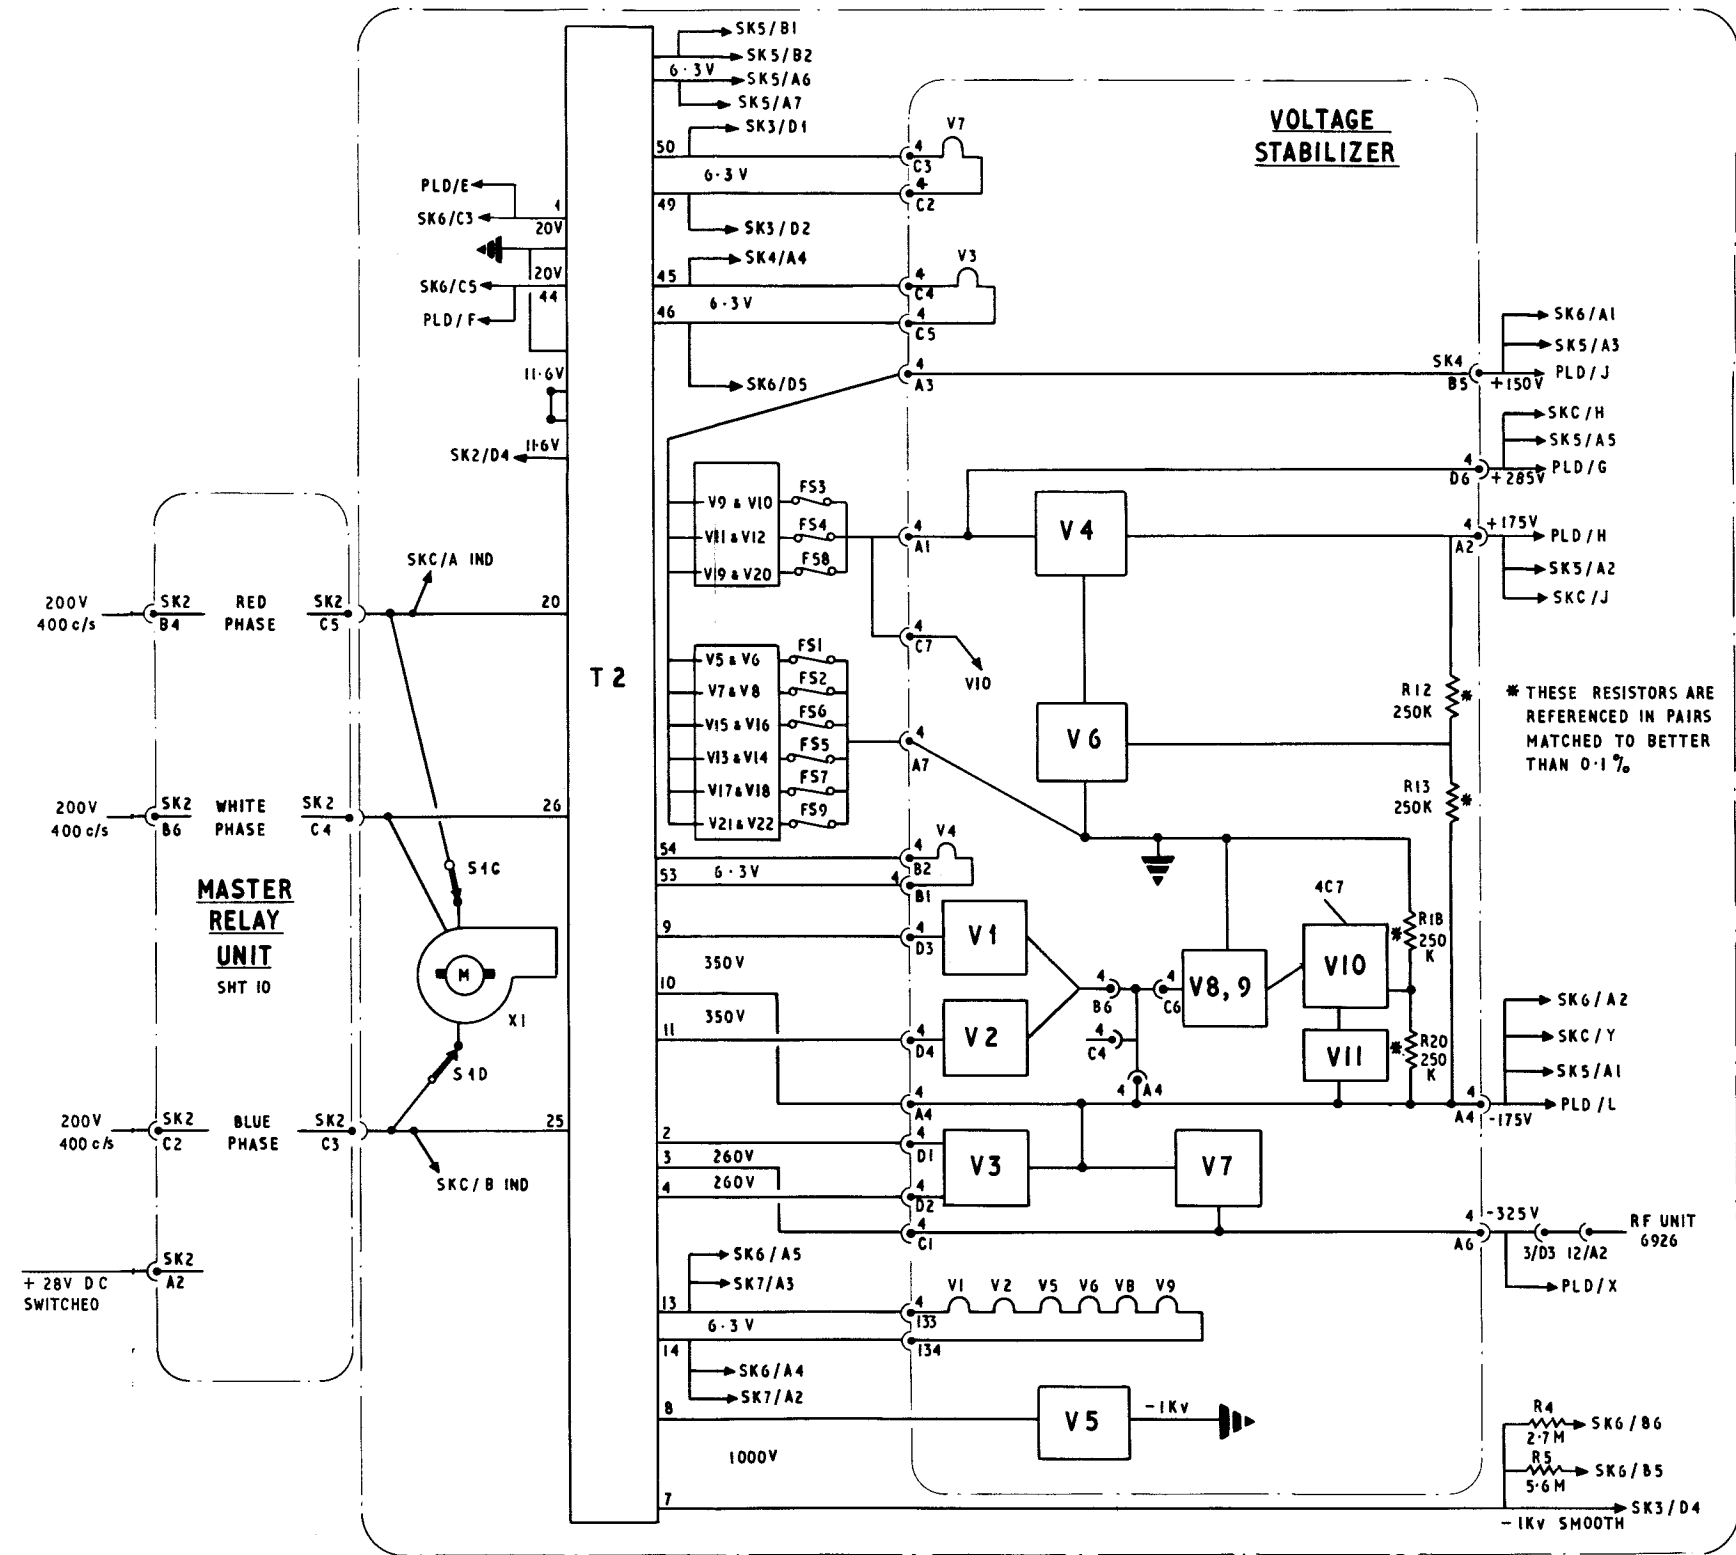 SK5/B1
SK5/B2
6·3V
SK5/A6
SK5/A7
SK3/D1
50
6·3V
49
SK3/D2
4
C3
V7
4
C2
VOLTAGE
STABILIZER
PLD/E
SK6/C3
1
20V
20V
SK6/C5
44
PLD/F
11·6V
11·6V
SK2/D4
SK4/A4
45
6·3V
46
SK6/D5
4
C4
V3
4
C5
4
A3
SK4
B5
+150V
SK6/A1
SK5/A3
PLD/J
V9 & V10
FS3
V11 & V12
FS4
V19 & V20
FS8
4
A1
4
C7
V10
4
D6
+285V
SKC/H
SK5/A5
PLD/G
V4
4
A2
+175V
PLD/H
SK5/A2
SKC/J
200V
400 c/s
SK2
B4
RED
PHASE
SK2
C5
SKC/A IND
20
T2
V5 & V6
FS1
V7 & V8
FS2
V15 & V16
FS6
V13 & V14
FS5
V17 & V18
FS7
V21 & V22
FS9
4
A7
V6
R12
250K
*
R13
250K
*
* THESE RESISTORS ARE
REFERENCED IN PAIRS
MATCHED TO BETTER
THAN 0·1%
200V
400 c/s
SK2
B6
WHITE
PHASE
SK2
C4
26
MASTER
RELAY
UNIT
SHT 10
S1G
M
X1
S1D
54
6·3V
53
4
B2
V4
4
B1
9
350V
10
350V
11
4
D3
V1
4
D4
V2
4
B6
4
C6
4
C4
4
A4
V8, 9
4C7
V10
V11
*
R18
250
K
*
R20
250
K
4
A4
4
A4
-175V
SK6/A2
SKC/Y
SK5/A1
PLD/L
200V
400 c/s
SK2
C2
BLUE
PHASE
SK2
C3
25
SKC/B IND
2
3
260V
260V
4
4
D1
V3
4
D2
V7
4
C1
4
A6
-325V
3/D3
12/A2
RF UNIT
6926
PLD/X
+ 28V DC
SWITCHED
SK2
A2
SK6/A5
SK7/A3
13
6·3V
14
SK6/A4
SK7/A2
4
133
134
V1
V2
V5
V6
V8
V9
8
V5
-1Kv
1000V
7
R4
2·7M
SK6/B6
R5
5·6M
SK6/B5
SK3/D4
-1Kv SMOOTH